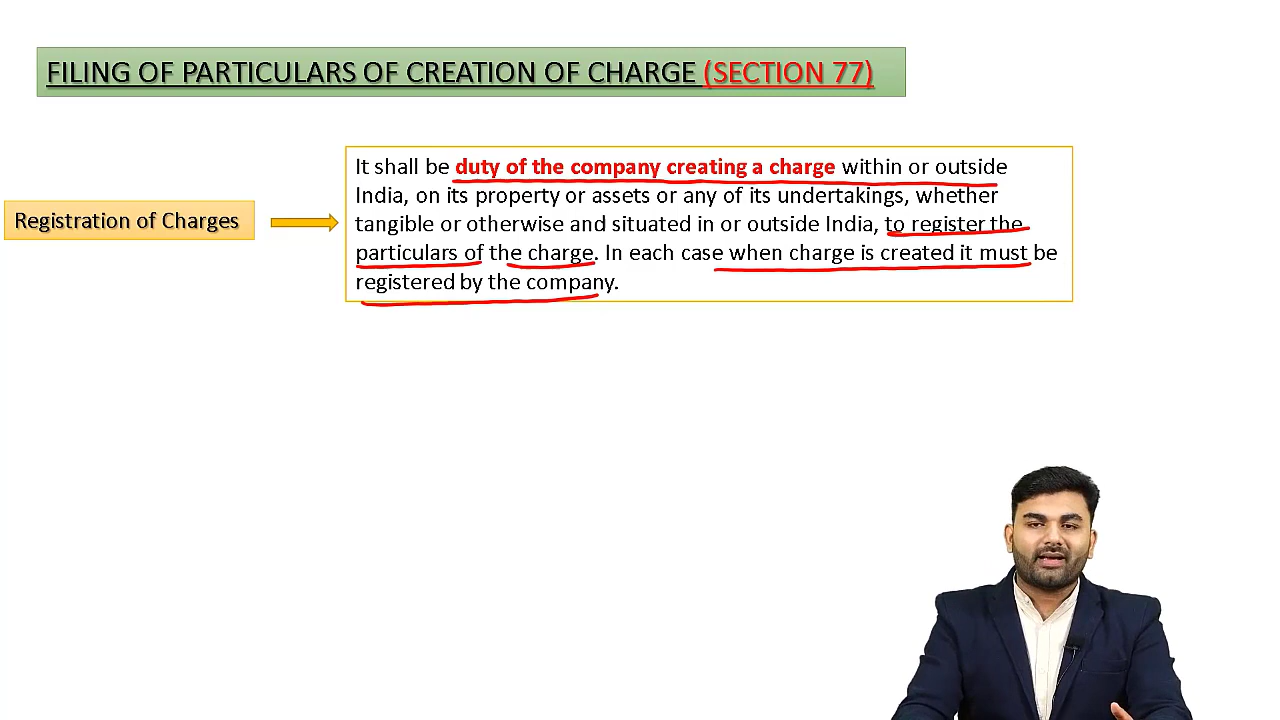 FILING OF PARTICULARS OF CREATION OF CHARGE (SECTION 77)
Registration of Charges
It shall be duty of the company creating a charge within or outside
India, on its property or assets or any of its undertakings, whether
tangible or otherwise and situated in or outside India, to register the
particulars of the charge. In each case when charge is created it must be
registered by the company.